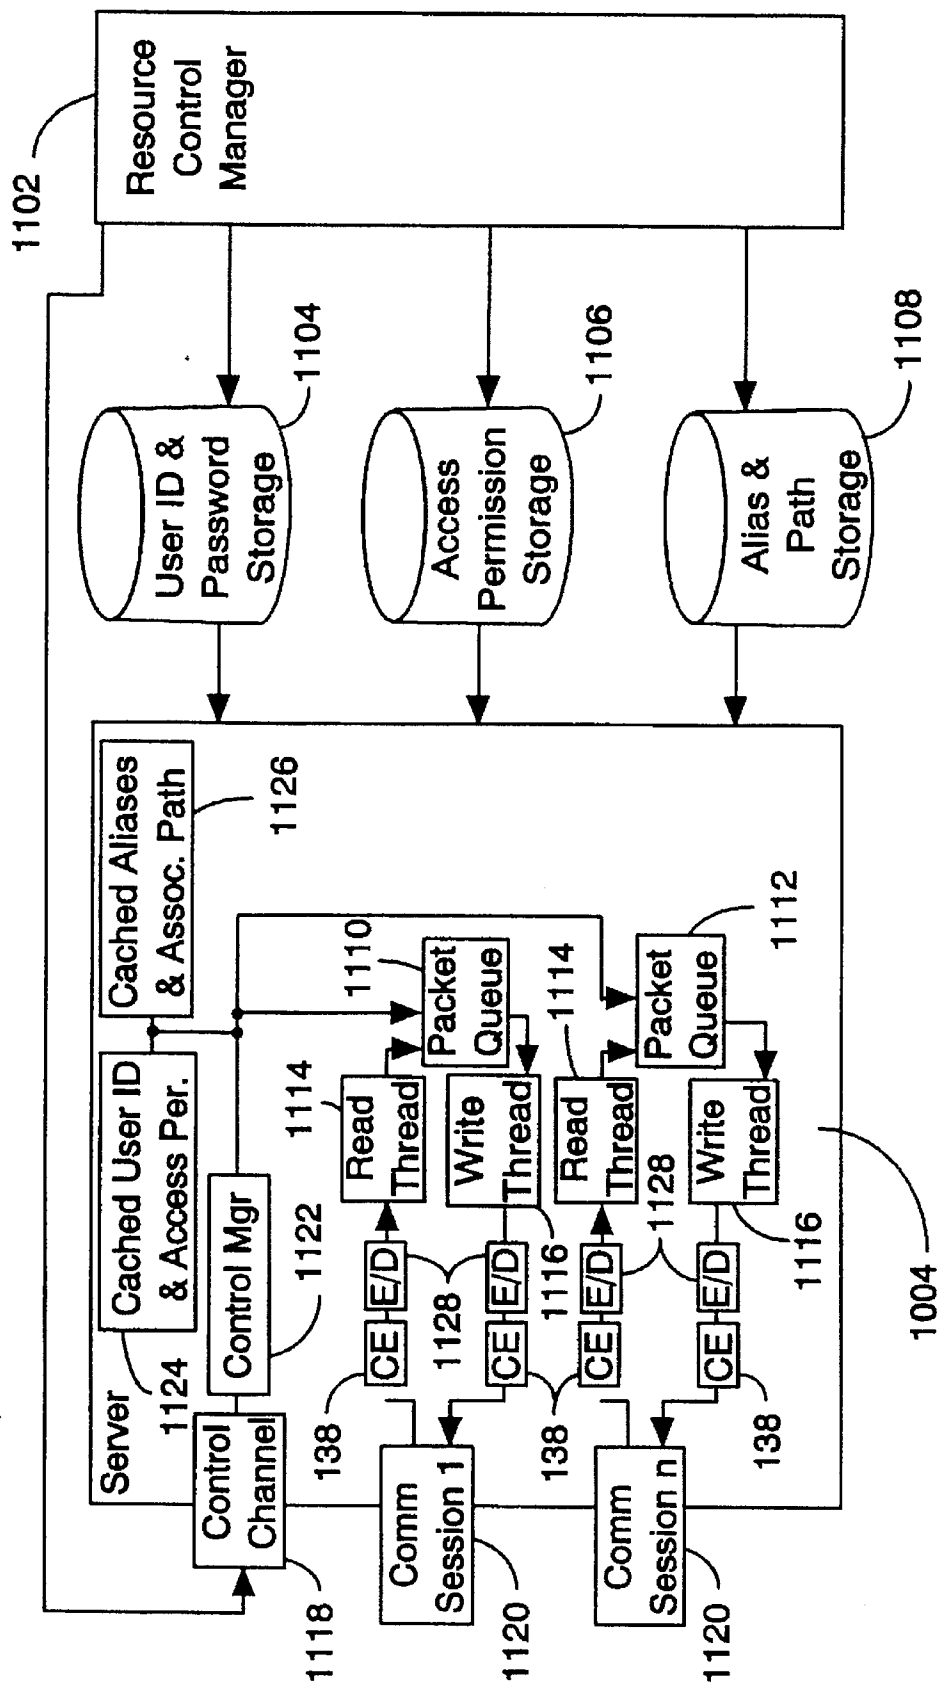 Server
1124
Cached User ID
& Access Per.
Cached Aliases
& Assoc. Path
1126
Control
Channel
1118
Control Mgr
1122
138
CE
E/D
1128
Read
Thread
1114
Packet
Queue
1110
Comm
Session 1
1120
CE
E/D
1116
Write
Thread
138
CE
E/D
1128
Read
Thread
1114
Packet
Queue
1112
Comm
Session n
1120
CE
E/D
138
Write
Thread
1116
1004
User ID &
Password
Storage
1104
Access
Permission
Storage
1106
Alias &
Path
Storage
1108
1102
Resource
Control
Manager